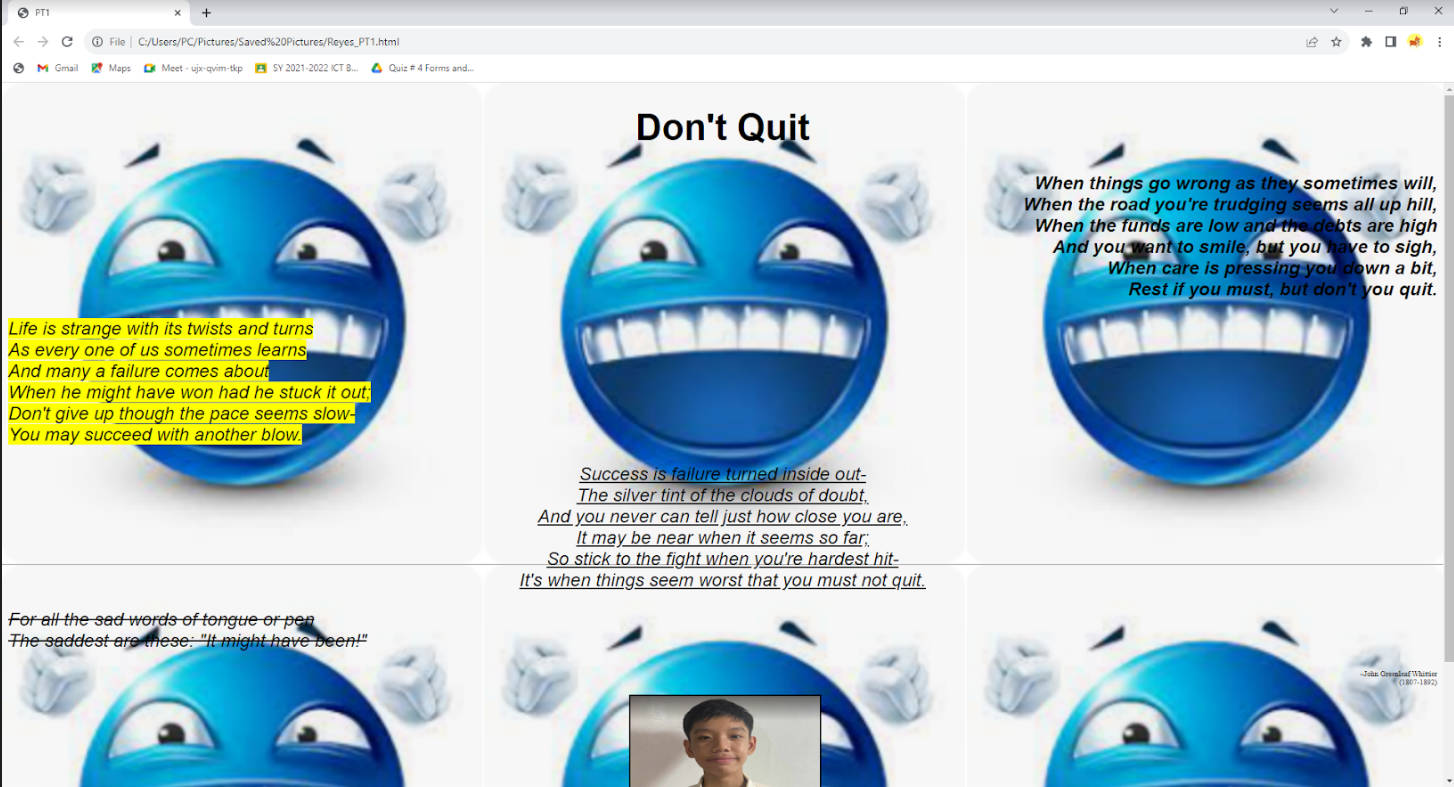 PT1
File
C:/Users/PC/Pictures/Saved%20Pictures/Reyes_PT1.html
Gmail
Maps
Meet - ujx-qvim-tkp
SY 2021-2022 ICT B...
Quiz # 4 Forms and...
Don't Quit
When things go wrong as they sometimes will,
When the road you're trudging seems all up hill,
When the funds are low and the debts are high
And you want to smile, but you have to sigh,
When care is pressing you down a bit,
Rest if you must, but don't you quit.
Life is strange with its twists and turns
As every one of us sometimes learns
And many a failure comes about
When he might have won had he stuck it out;
Don't give up though the pace seems slow-
You may succeed with another blow.
Success is failure turned inside out-
The silver tint of the clouds of doubt,
And you never can tell just how close you are,
It may be near when it seems so far;
So stick to the fight when you're hardest hit-
It's when things seem worst that you must not quit.
For all the sad words of tongue or pen
The saddest are these: "It might have been!"
-John Greenleaf Whittier
© (1807-1892)